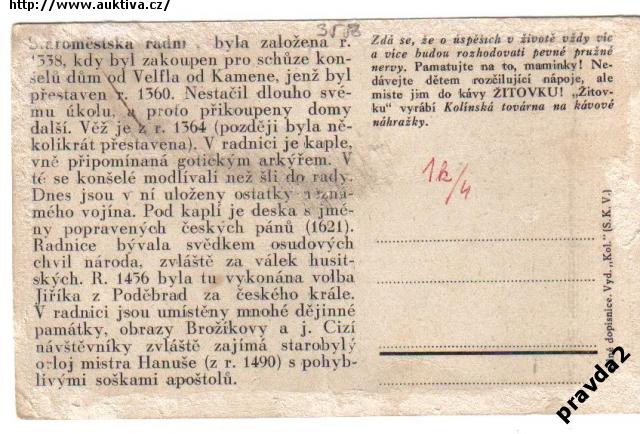 http://www.auktiva.cz/
3558
Staroměstská radni , byla založena r.
1338, kdy byl zakoupen pro schůze kon-
šelů dům od Velfla od Kamene, jenž byl
přestaven r. 1360. Nestačil dlouho své-
mu úkolu, a proto přikoupeny domy
další. Věž je z r. 1364 (později byla ně-
kolikrát přestavena). V radnici je kaple,
vně připomínaná gotickým arkýřem. V
té se konšelé modlívali než šli do rady.
Dnes jsou v ní uloženy ostatky nezná-
mého vojína. Pod kaplí je deska s jmé-
ny popravených českých pánů (1621).
Radnice bývala svědkem osudových
chvil národa, zvláště za válek husit-
ských. R. 1456 byla tu vykonána volba
Jiříka z Poděbrad za českého krále.
V radnici jsou umístěny mnohé dějinné
památky, obrazy Brožíkovy a j. Cizí
návštěvníky zvláště zajímá starobylý
orloj mistra Hanuše (z r. 1490) s pohyb-
livými soškami apoštolů.
Zdá se, že o úspěších v životě vždy víc
a více budou rozhodovati pevné pružné
nervy. Pamatujte na to, maminky! Ne-
dávejte dětem rozčilující nápoje, ale
místo jim do kávy ŽITOVKU! „Žitov-
ku" vyrábí Kolínská továrna na kávové
náhražky.
1k/4
dopisnice. Vyd. „Kol." (S. K. V.)
pravda2